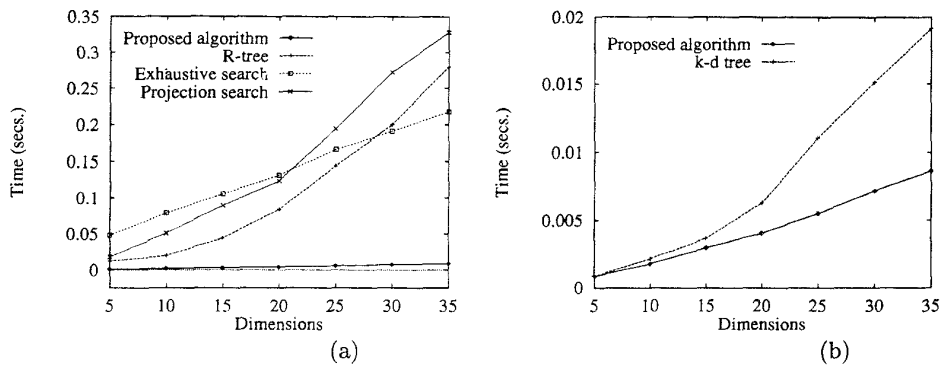 0.35
0.3
0.25
0.2
0.15
0.1
0.05
0
Time (secs.)
Proposed algorithm
R-tree
Exhaustive search
Projection search
5 10 15 20 25 30 35
Dimensions
(a)
0.02
0.015
0.01
0.005
0
Time (secs.)
Proposed algorithm
k-d tree
5 10 15 20 25 30 35
Dimensions
(b)